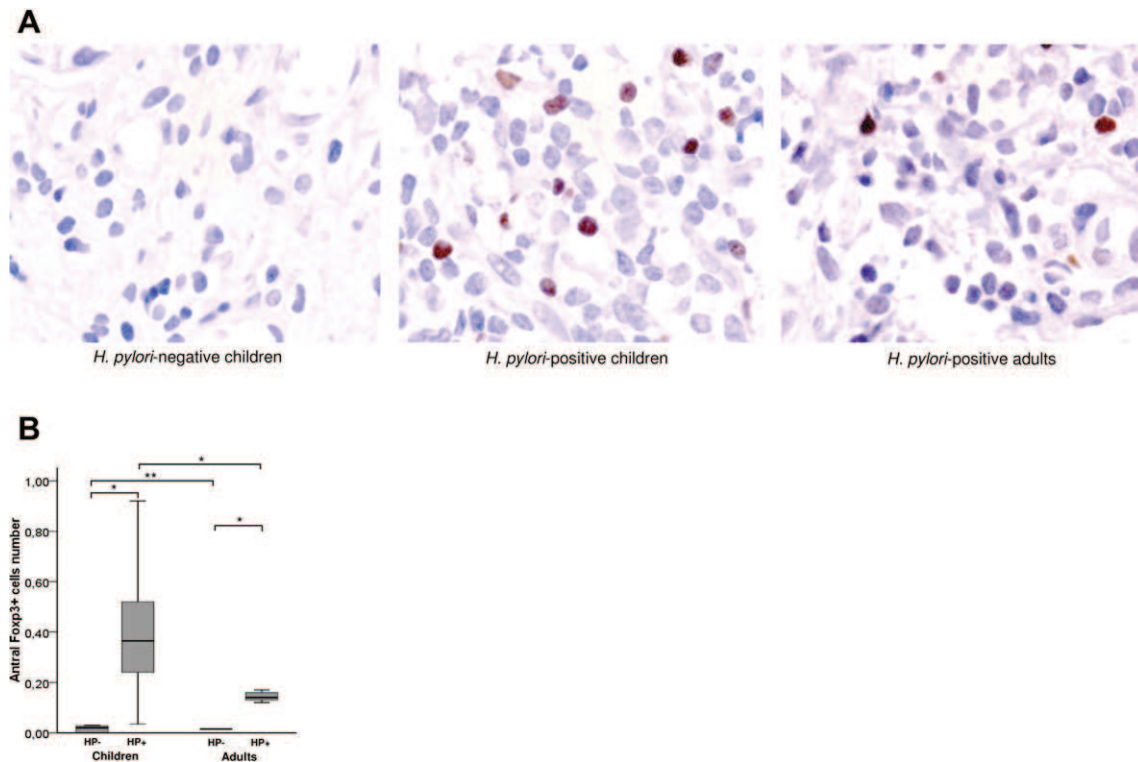 A
H. pylori-negative children
H. pylori-positive children
H. pylori-positive adults
B
Antral Foxp3+ cells number
1,00
0,80
0,60
0,40
0,20
0,00
*
**
*
*
HP-
HP+
HP-
HP+
Children
Adults